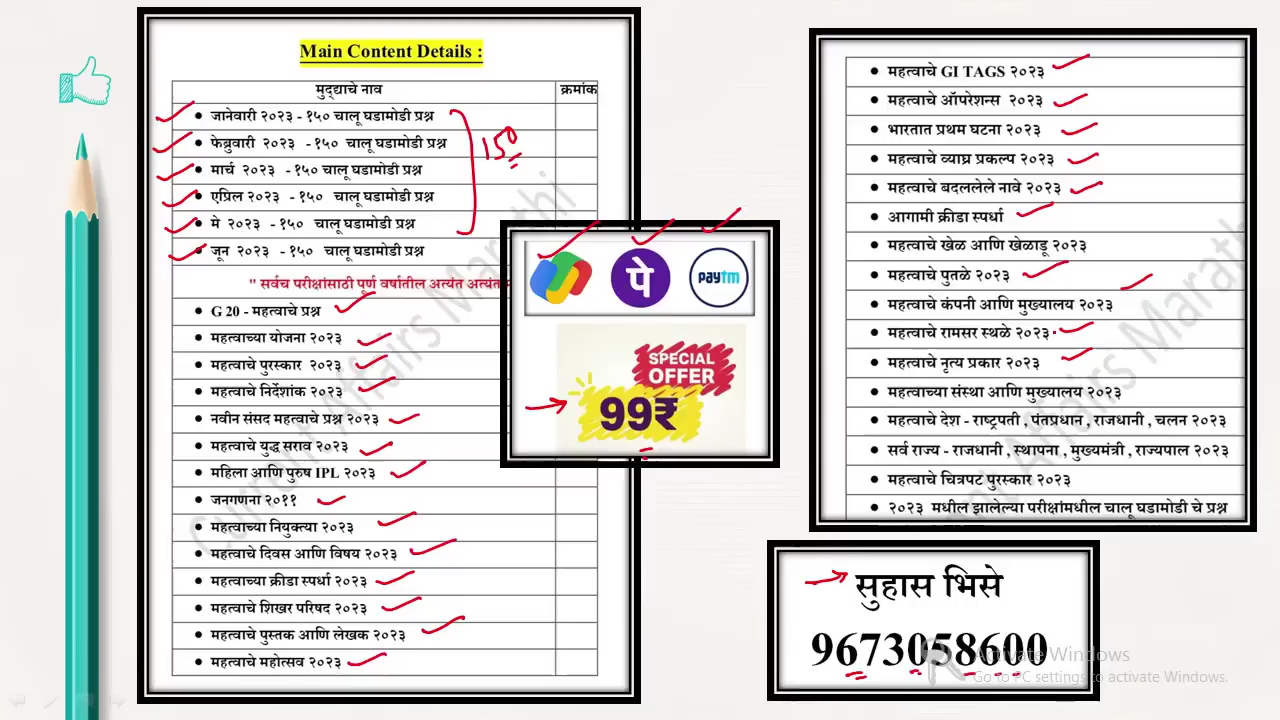 Main Content Details :
मुद्द्याचे नाव क्रमांक
• जानेवारी २०२३ - १५० चालू घडामोडी प्रश्न
• फेब्रुवारी २०२३ - १५० चालू घडामोडी प्रश्न
• मार्च २०२३ - १५० चालू घडामोडी प्रश्न
• एप्रिल २०२३ - १५० चालू घडामोडी प्रश्न
• मे २०२३ - १५० चालू घडामोडी प्रश्न
• जून २०२३ - १५० चालू घडामोडी प्रश्न
150
" सर्वच परीक्षांसाठी पूर्ण वर्षातील अत्यंत अत्यंत
• G 20 - महत्वाचे प्रश्न
• महत्वाच्या योजना २०२३
• महत्वाचे पुरस्कार २०२३
• महत्वाचे निर्देशांक २०२३
• नवीन संसद महत्वाचे प्रश्न २०२३
• महत्वाचे युद्ध सराव २०२३
• महिला आणि पुरुष IPL २०२३
• जनगणना २०११
• महत्वाच्या नियुक्त्या २०२३
• महत्वाचे दिवस आणि विषय २०२३
• महत्वाच्या क्रीडा स्पर्धा २०२३
• महत्वाचे शिखर परिषद २०२३
• महत्वाचे पुस्तक आणि लेखक २०२३
• महत्वाचे महोत्सव २०२३
Current Affairs Marathi
पे
paytm
SPECIAL
OFFER
99₹
• महत्वाचे GI TAGS २०२३
• महत्वाचे ऑपरेशन्स २०२३
• भारतात प्रथम घटना २०२३
• महत्वाचे व्याघ्र प्रकल्प २०२३
• महत्वाचे बदललेले नावे २०२३
• आगामी क्रीडा स्पर्धा
• महत्वाचे खेळ आणि खेळाडू २०२३
• महत्वाचे पुतळे २०२३
• महत्वाचे कंपनी आणि मुख्यालय २०२३
• महत्वाचे रामसर स्थळे २०२३
• महत्वाचे नृत्य प्रकार २०२३
• महत्वाच्या संस्था आणि मुख्यालय २०२३
• महत्वाचे देश - राष्ट्रपती , पंतप्रधान , राजधानी , चलन २०२३
• सर्व राज्य - राजधानी , स्थापना , मुख्यमंत्री , राज्यपाल २०२३
• महत्वाचे चित्रपट पुरस्कार २०२३
• २०२३ मधील झालेल्या परीक्षांमधील चालू घडामोडी चे प्रश्न
सुहास भिसे
9673058600
Activate Windows
Go to PC settings to activate Windows.